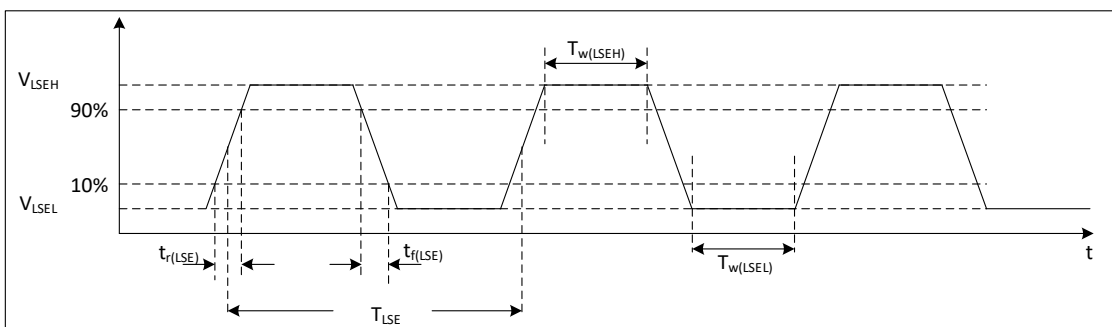 T_w(LSEH)
V_LSEH
90%
10%
V_LSEL
t_r(LSE)
t_f(LSE)
T_w(LSEL)
t
T_LSE